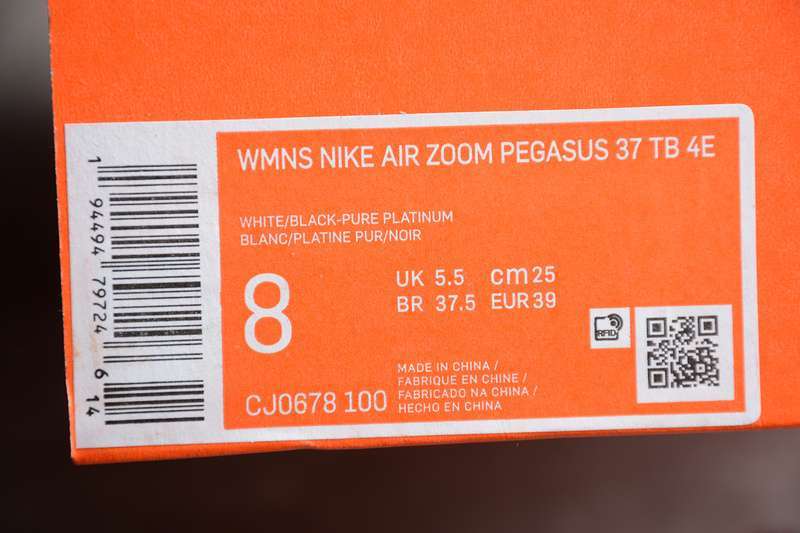 WMNS NIKE AIR ZOOM PEGASUS 37 TB 4E
WHITE/BLACK-PURE PLATINUM
BLANC/PLATINE PUR/NOIR
8
UK 5.5 cm 25
BR 37.5 EUR 39
RFID
MADE IN CHINA /
FABRIQUE EN CHINE /
FABRICADO NA CHINA /
HECHO EN CHINA
CJ0678 100
1 94494 79724 6 14